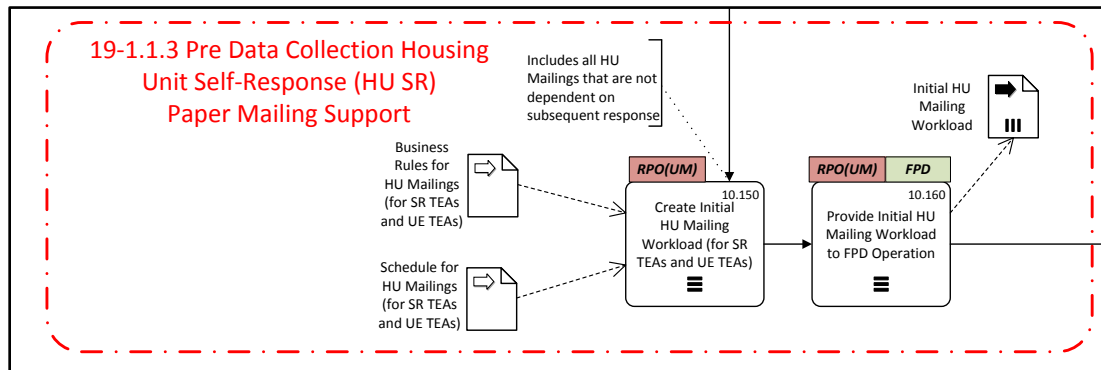 19-1.1.3 Pre Data Collection Housing
Unit Self-Response (HU SR)
Paper Mailing Support
Includes all HU
Mailings that are not
dependent on
subsequent response
Initial HU
Mailing
Workload
Business
Rules for
HU Mailings
(for SR TEAs
and UE TEAs)
Schedule for
HU Mailings
(for SR TEAs
and UE TEAs)
RPO(UM)
10.150
Create Initial
HU Mailing
Workload (for SR
TEAs and UE TEAs)
RPO(UM)
FPD
10.160
Provide Initial HU
Mailing Workload
to FPD Operation